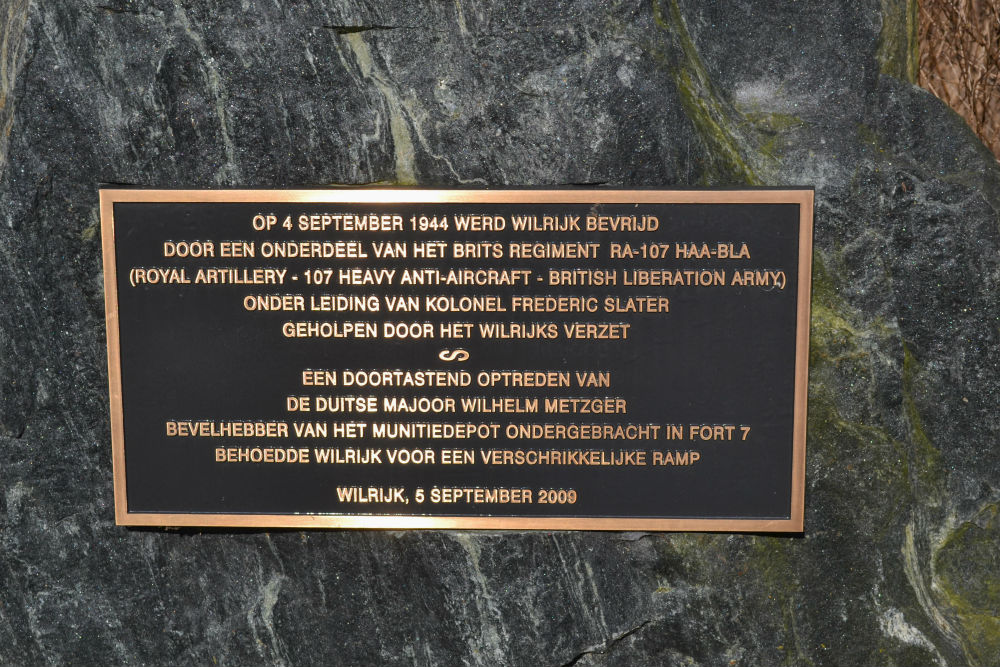 OP 4 SEPTEMBER 1944 WERD WILRIJK BEVRIJD
DOOR EEN ONDERDEEL VAN HET BRITS REGIMENT RA-107 HAA-BLA
(ROYAL ARTILLERY - 107 HEAVY ANTI-AIRCRAFT - BRITISH LIBERATION ARMY)
ONDER LEIDING VAN KOLONEL FREDERIC SLATER
GEHOLPEN DOOR HET WILRIJKS VERZET
EEN DOORTASTEND OPTREDEN VAN
DE DUITSE MAJOOR WILHELM METZGER
BEVELHEBBER VAN HET MUNITIEDEPOT ONDERGEBRACHT IN FORT 7
BEHOEDDE WILRIJK VOOR EEN VERSCHRIKKELIJKE RAMP
WILRIJK, 5 SEPTEMBER 2009